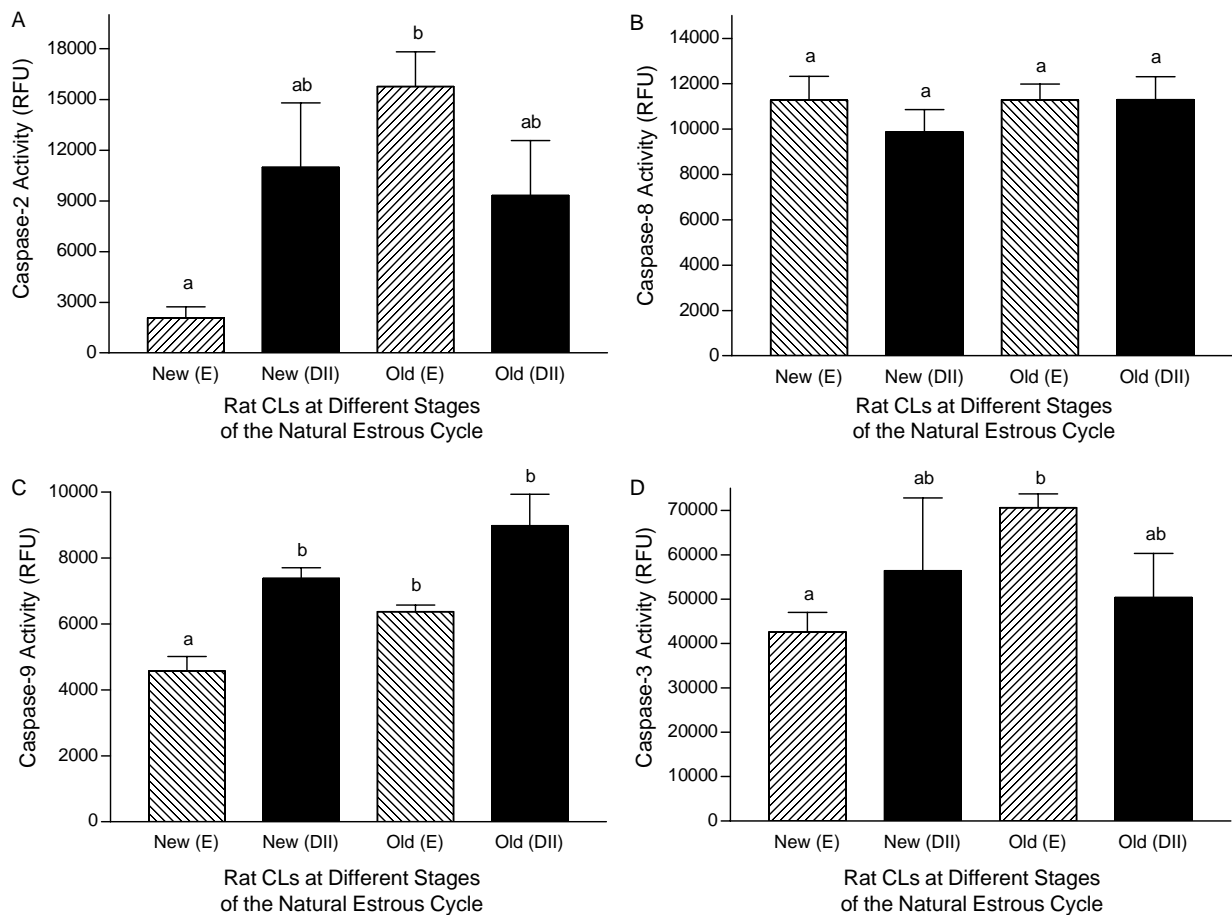 A
Caspase-2 Activity (RFU)
18000
15000
12000
9000
6000
3000
0
a
ab
b
ab
New (E) New (DII) Old (E) Old (DII)
Rat CLs at Different Stages
of the Natural Estrous Cycle
B
Caspase-8 Activity (RFU)
14000
12000
10000
8000
6000
4000
2000
0
a
a
a
a
New (E) New (DII) Old (E) Old (DII)
Rat CLs at Different Stages
of the Natural Estrous Cycle
C
Caspase-9 Activity (RFU)
10000
8000
6000
4000
2000
0
a
b
b
b
New (E) New (DII) Old (E) Old (DII)
Rat CLs at Different Stages
of the Natural Estrous Cycle
D
Caspase-3 Activity (RFU)
70000
60000
50000
40000
30000
20000
10000
0
a
ab
b
ab
New (E) New (DII) Old (E) Old (DII)
Rat CLs at Different Stages
of the Natural Estrous Cycle